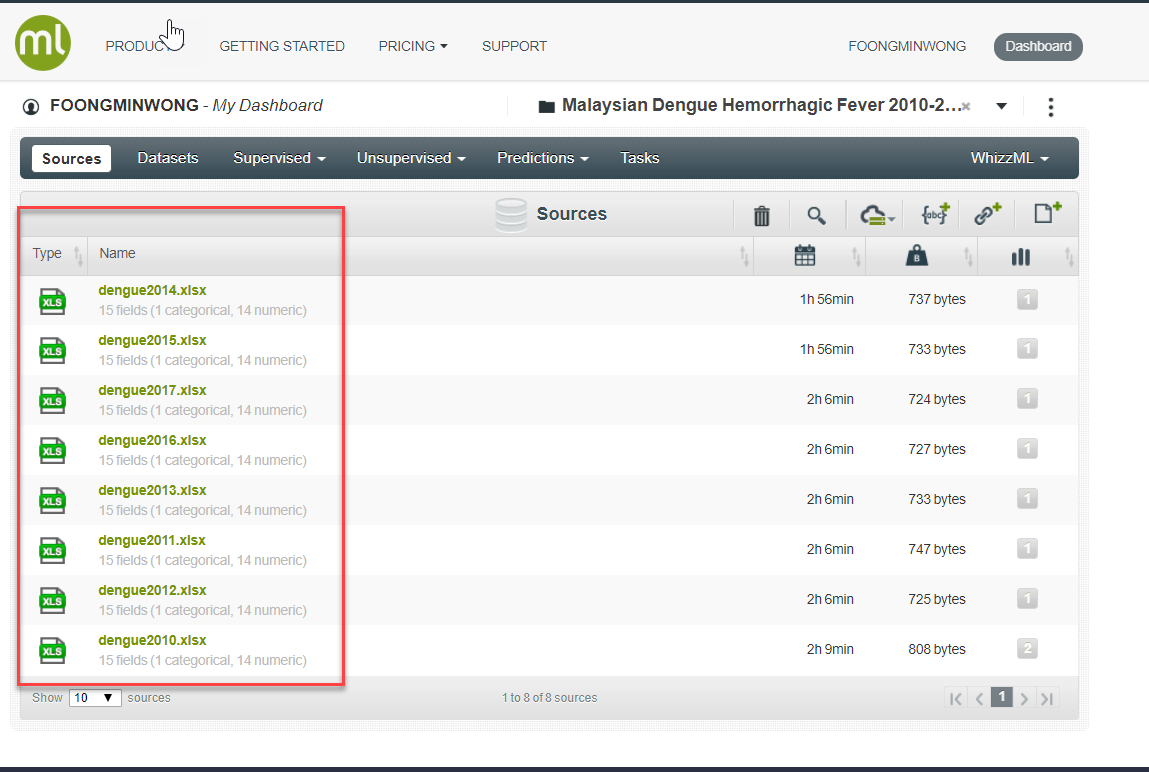 ml PRODUC GETTING STARTED PRICING SUPPORT FOONGMINWONG Dashboard
FOONGMINWONG - My Dashboard Malaysian Dengue Hemorrhagic Fever 2010-2...×
Sources Datasets Supervised Unsupervised Predictions Tasks WhizzML
Sources {abc}
Type Name B
XLS dengue2014.xlsx
15 fields (1 categorical, 14 numeric) 1h 56min 737 bytes 1
XLS dengue2015.xlsx
15 fields (1 categorical, 14 numeric) 1h 56min 733 bytes 1
XLS dengue2017.xlsx
15 fields (1 categorical, 14 numeric) 2h 6min 724 bytes 1
XLS dengue2016.xlsx
15 fields (1 categorical, 14 numeric) 2h 6min 727 bytes 1
XLS dengue2013.xlsx
15 fields (1 categorical, 14 numeric) 2h 6min 733 bytes 1
XLS dengue2011.xlsx
15 fields (1 categorical, 14 numeric) 2h 6min 747 bytes 1
XLS dengue2012.xlsx
15 fields (1 categorical, 14 numeric) 2h 6min 725 bytes 1
XLS dengue2010.xlsx
15 fields (1 categorical, 14 numeric) 2h 9min 808 bytes 2
Show 10 sources 1 to 8 of 8 sources 1